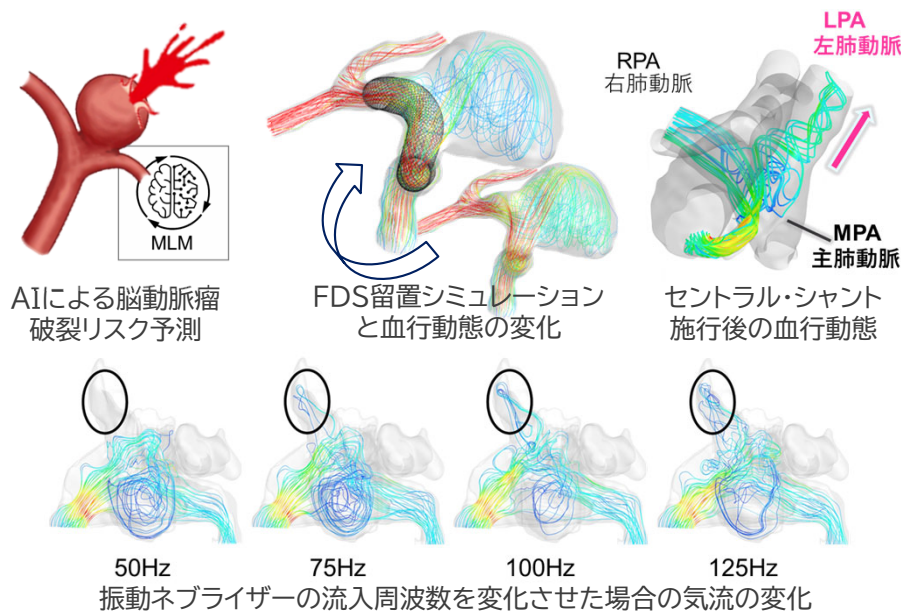 MLM
AIによる脳動脈瘤
破裂リスク予測
FDS留置シミュレーション
と血行動態の変化
RPA
右肺動脈
LPA
左肺動脈
MPA
主肺動脈
セントラル・シャント
施行後の血行動態
50Hz
75Hz
100Hz
125Hz
振動ネブライザーの流入周波数を変化させた場合の気流の変化